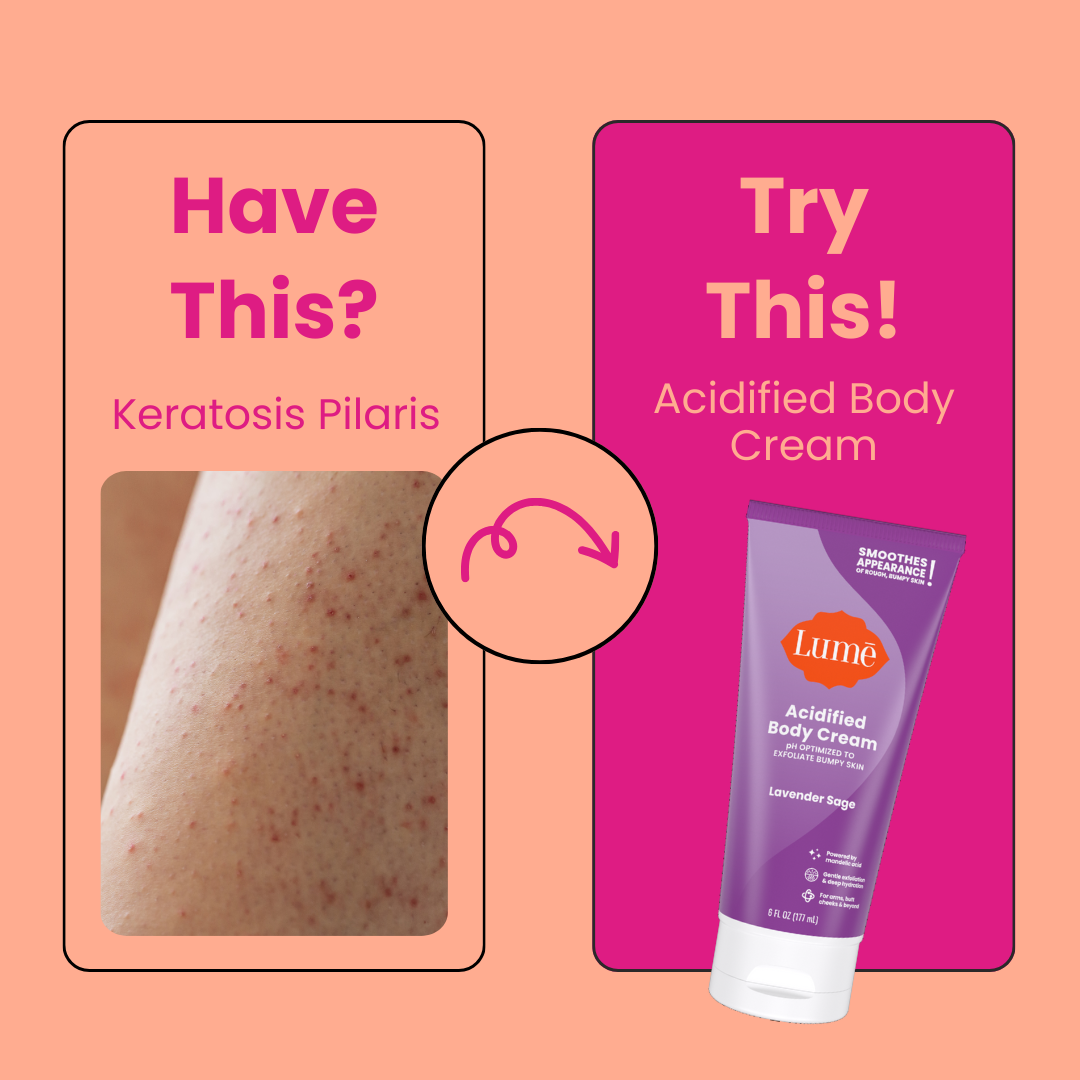 Have
This?
Keratosis Pilaris
Try
This!
Acidified Body
Cream
SMOOTHES
APPEARANCE!
OF ROUGH, BUMPY SKIN
Lumē
Acidified
Body Cream
pH OPTIMIZED TO
EXFOLIATE BUMPY SKIN
Lavender Sage
Powered by
mandelic acid
Gentle exfoliation
& deep hydration
For arms, butt
cheeks & beyond
6 FL OZ (177 mL)